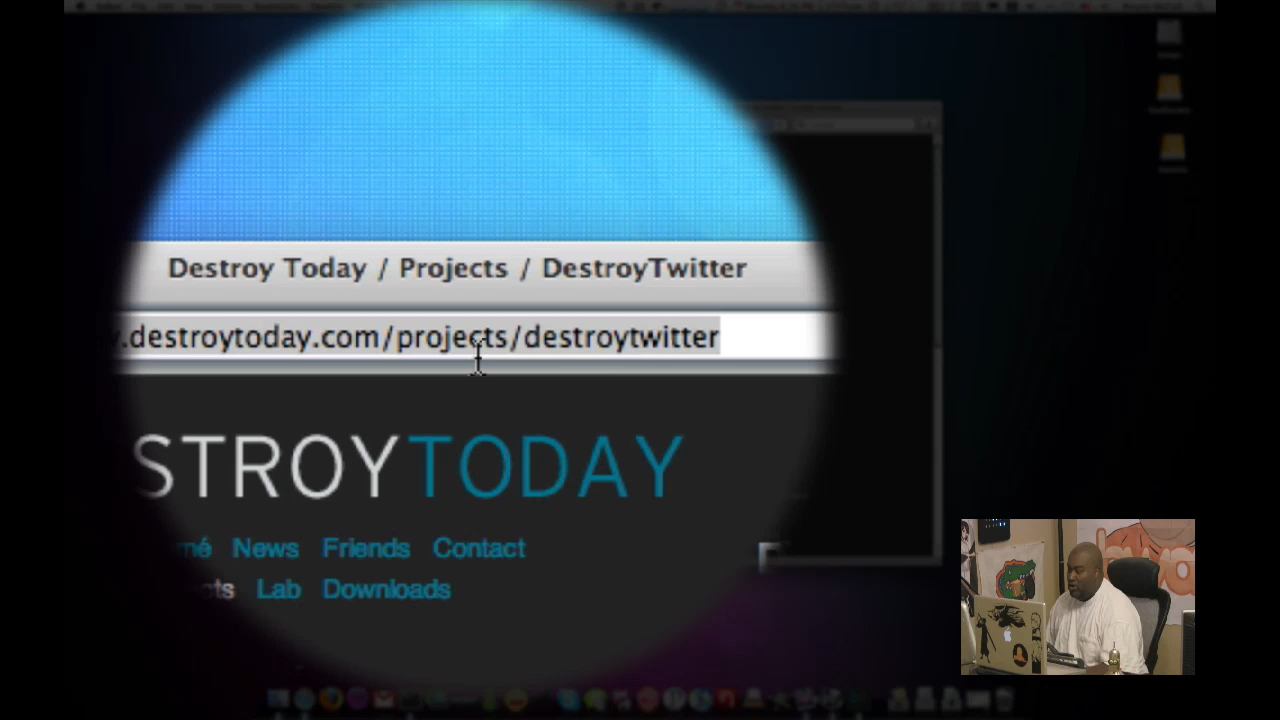 Destroy Today / Projects / DestroyTwitter
.destroytoday.com/projects/destroytwitter
STROYTODAY
News Friends Contact
Lab Downloads